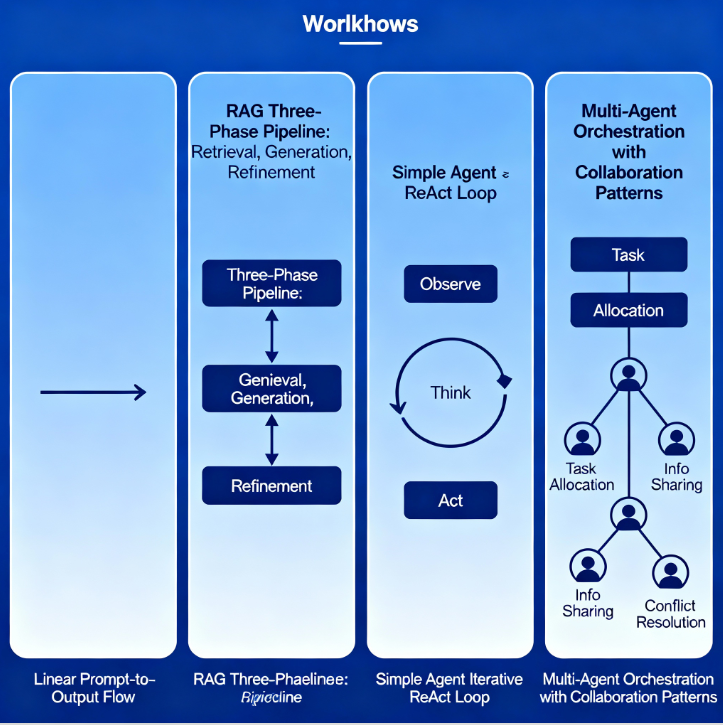 Worlkhows
RAG Three-
Phase Pipeline:
Retrieval, Generation,
Refinement
Three-Phase
Pipeline:
Genieval,
Generation,
Refinement
Simple Agent
ReAct Loop
Observe
Think
Act
Multi-Agent
Orchestration
with
Collaboration
Patterns
Task
Allocation
Task
Allocation
Info
Sharing
Info
Sharing
Conflict
Resolution
Linear Prompt-to-
Output Flow
RAG Three-Phaelinee:
Simple Agent Iterative
ReAct Loop
Multi-Agent Orchestration
with Collaboration Patterns